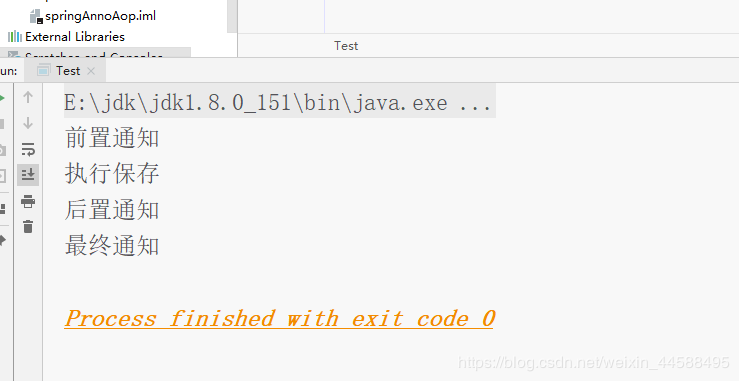 springAnnoAop.iml
External Libraries
Scratches and Consoles
Test
un:
Test
E:\jdk\jdk1.8.0_151\bin\java.exe ...
前置通知
执行保存
后置通知
最终通知
Process finished with exit code 0
https://blog.csdn.net/weixin_44588495